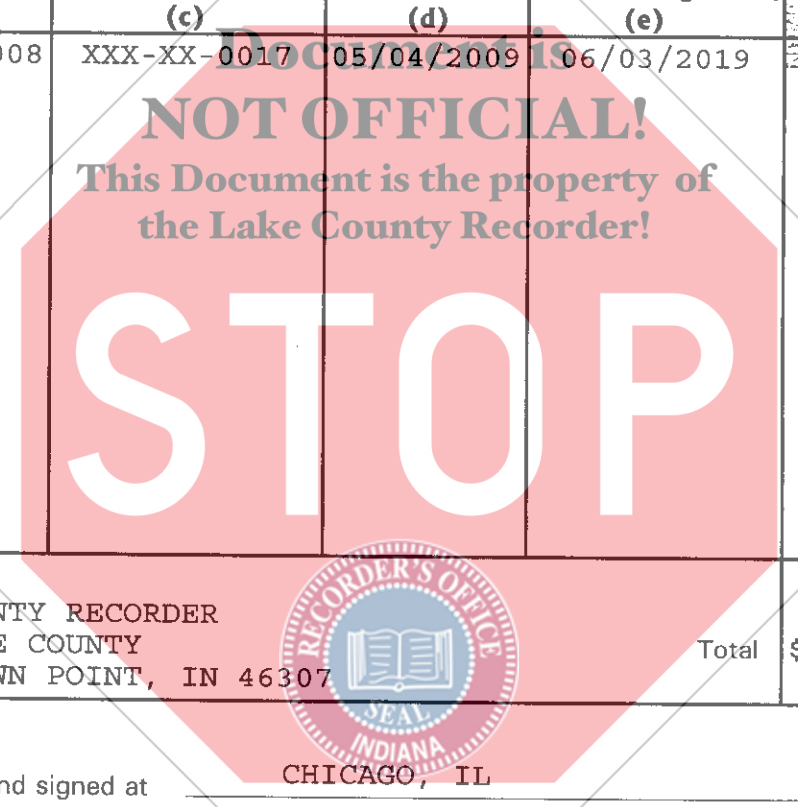 (c) (d) (e)
008 XXX-XX-0017 05/04/2009 06/03/2019
Document is
NOT OFFICIAL!
This Document is the property of
the Lake County Recorder!
STOP
NTY RECORDER
E COUNTY
WN POINT, IN 46307
Total $
RECORDER'S OFFICE
SEAL
INDIANA
nd signed at CHICAGO, IL